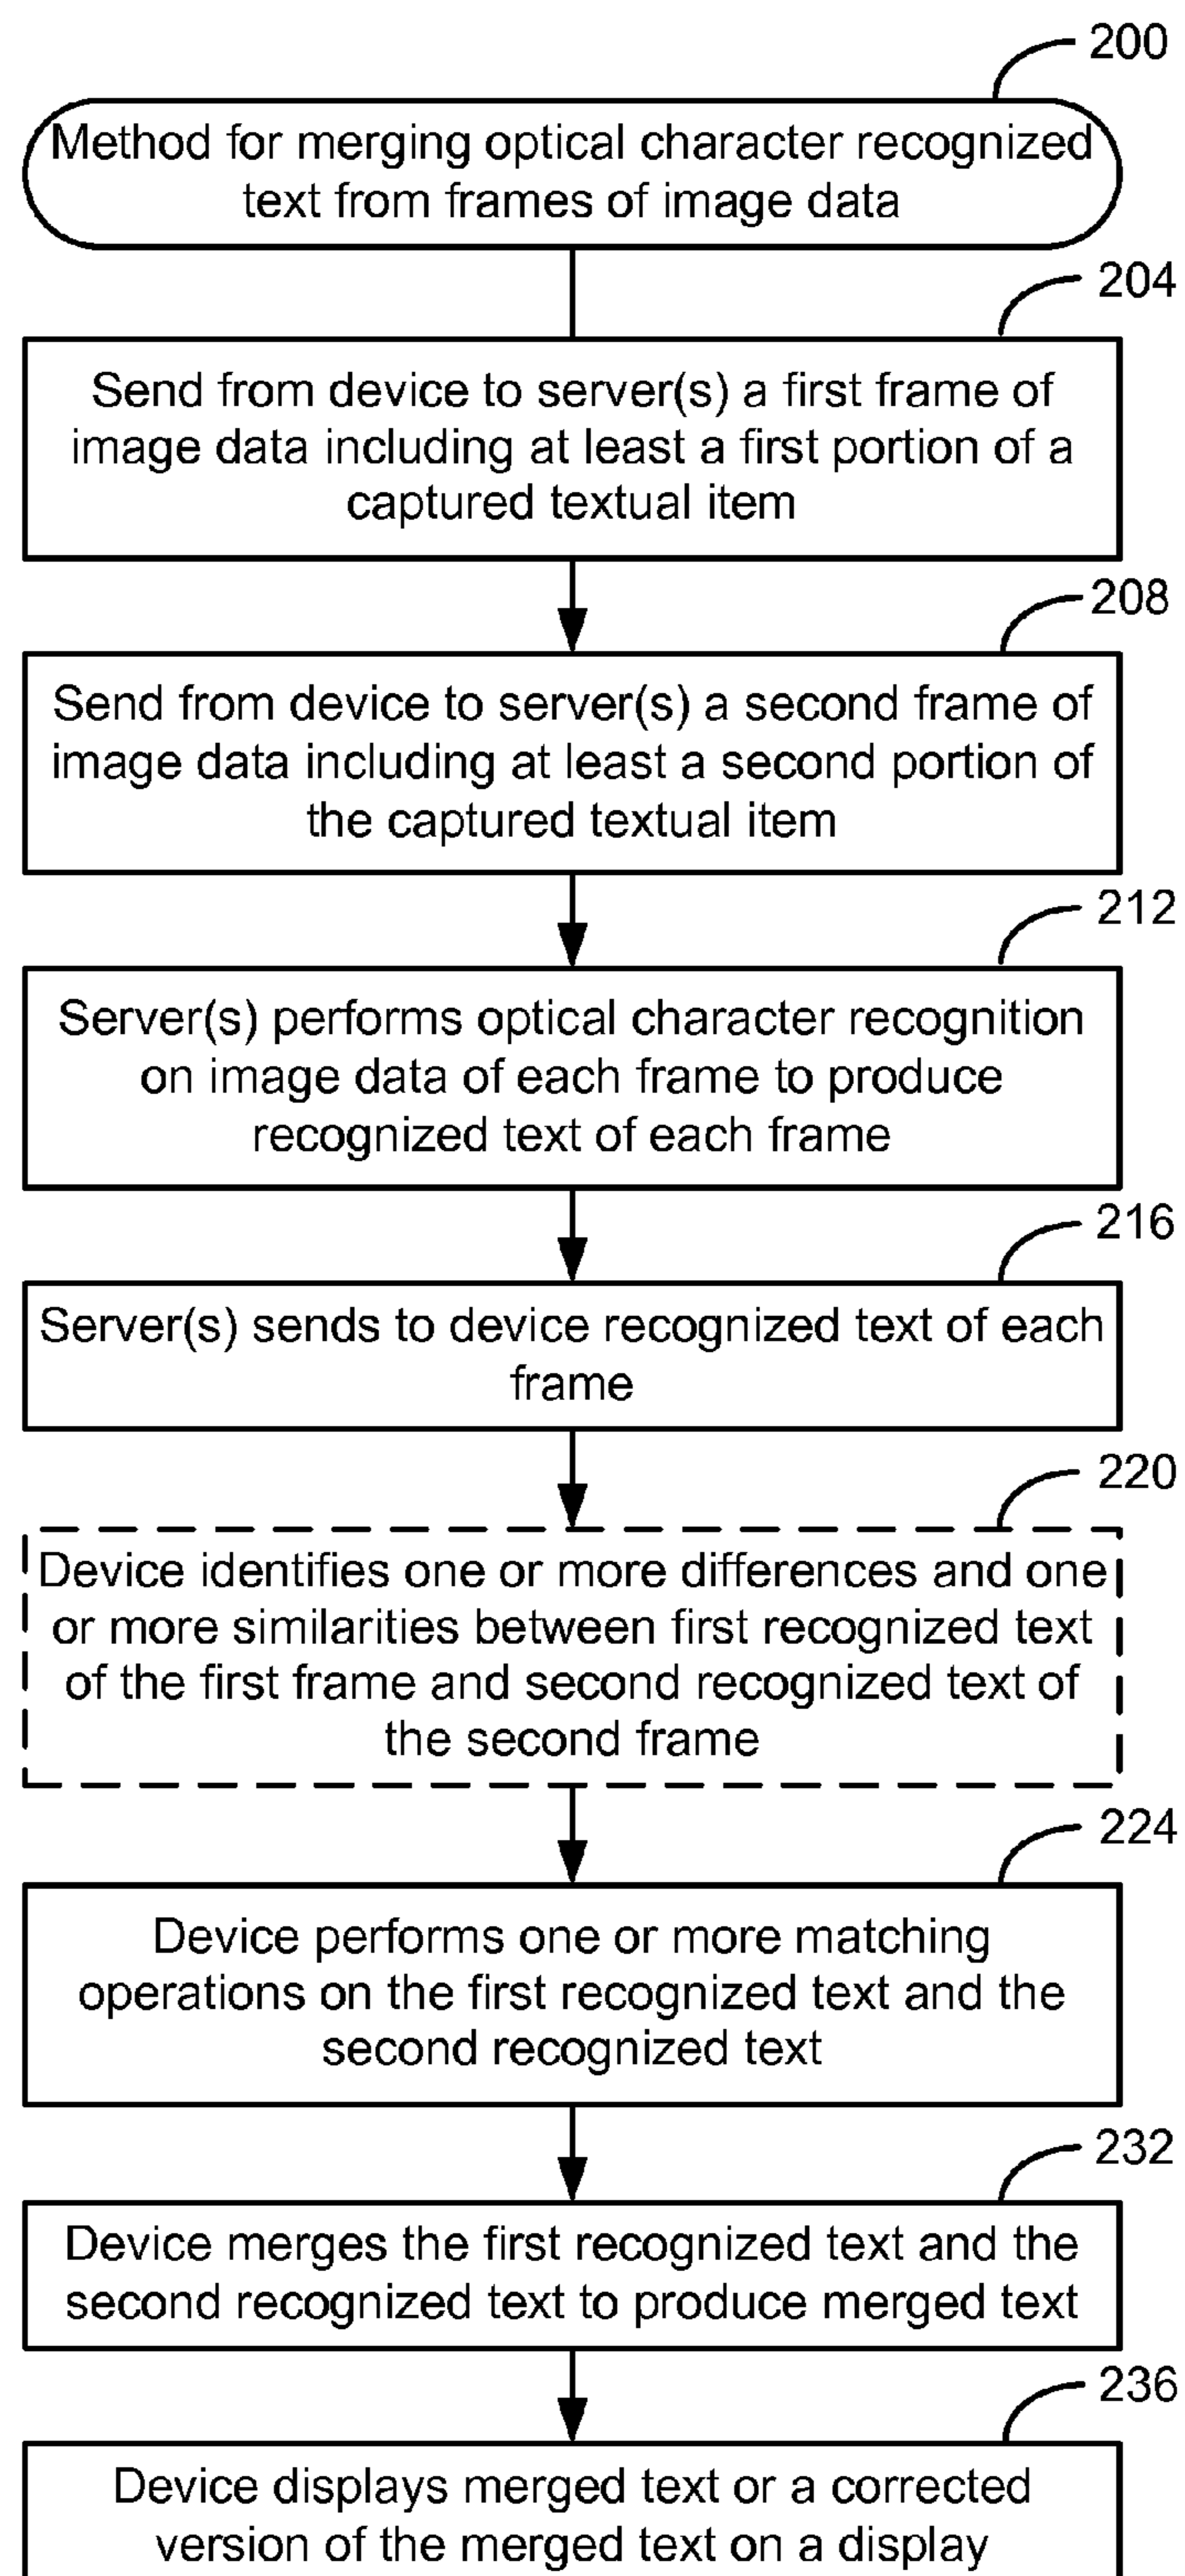 200
Method for merging optical character recognized
text from frames of image data
204
Send from device to server(s) a first frame of
image data including at least a first portion of a
captured textual item
208
Send from device to server(s) a second frame of
image data including at least a second portion of
the captured textual item
212
Server(s) performs optical character recognition
on image data of each frame to produce
recognized text of each frame
216
Server(s) sends to device recognized text of each
frame
220
Device identifies one or more differences and one
or more similarities between first recognized text
of the first frame and second recognized text of
the second frame
224
Device performs one or more matching
operations on the first recognized text and the
second recognized text
232
Device merges the first recognized text and the
second recognized text to produce merged text
236
Device displays merged text or a corrected
version of the merged text on a display